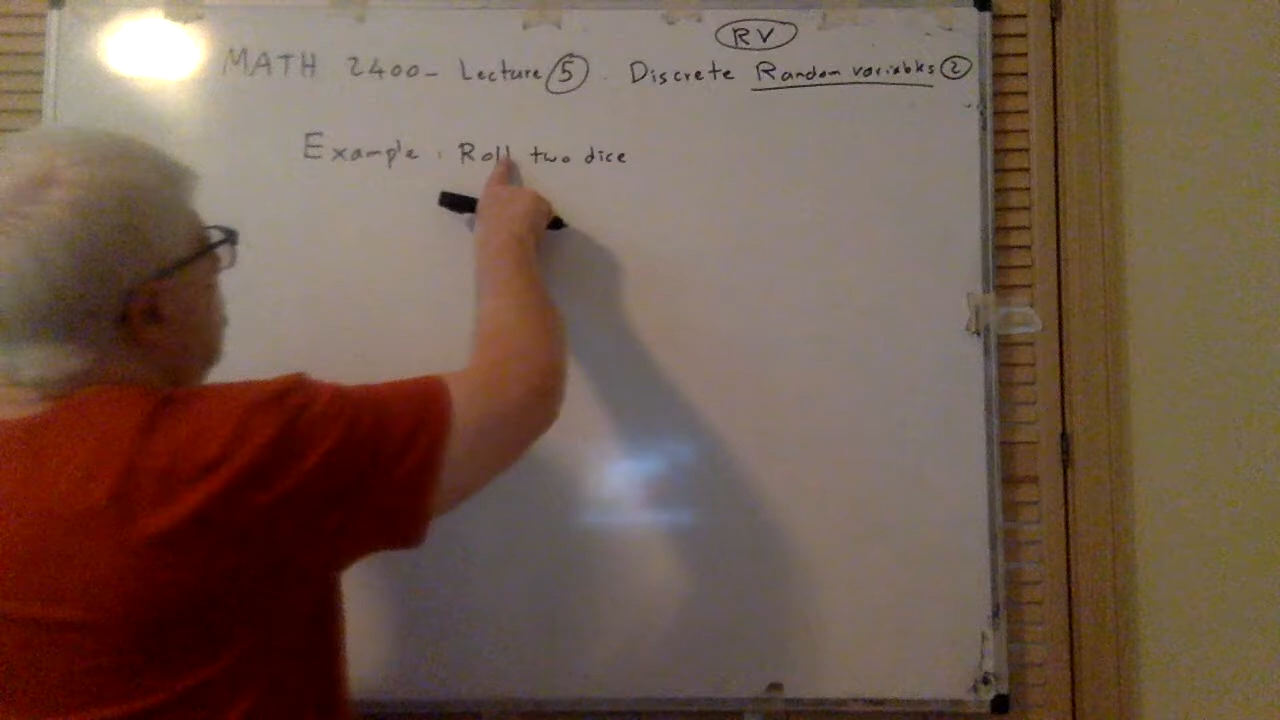 RV
MATH 2400- Lecture 5. Discrete Random variables 2
Example: Roll two dice